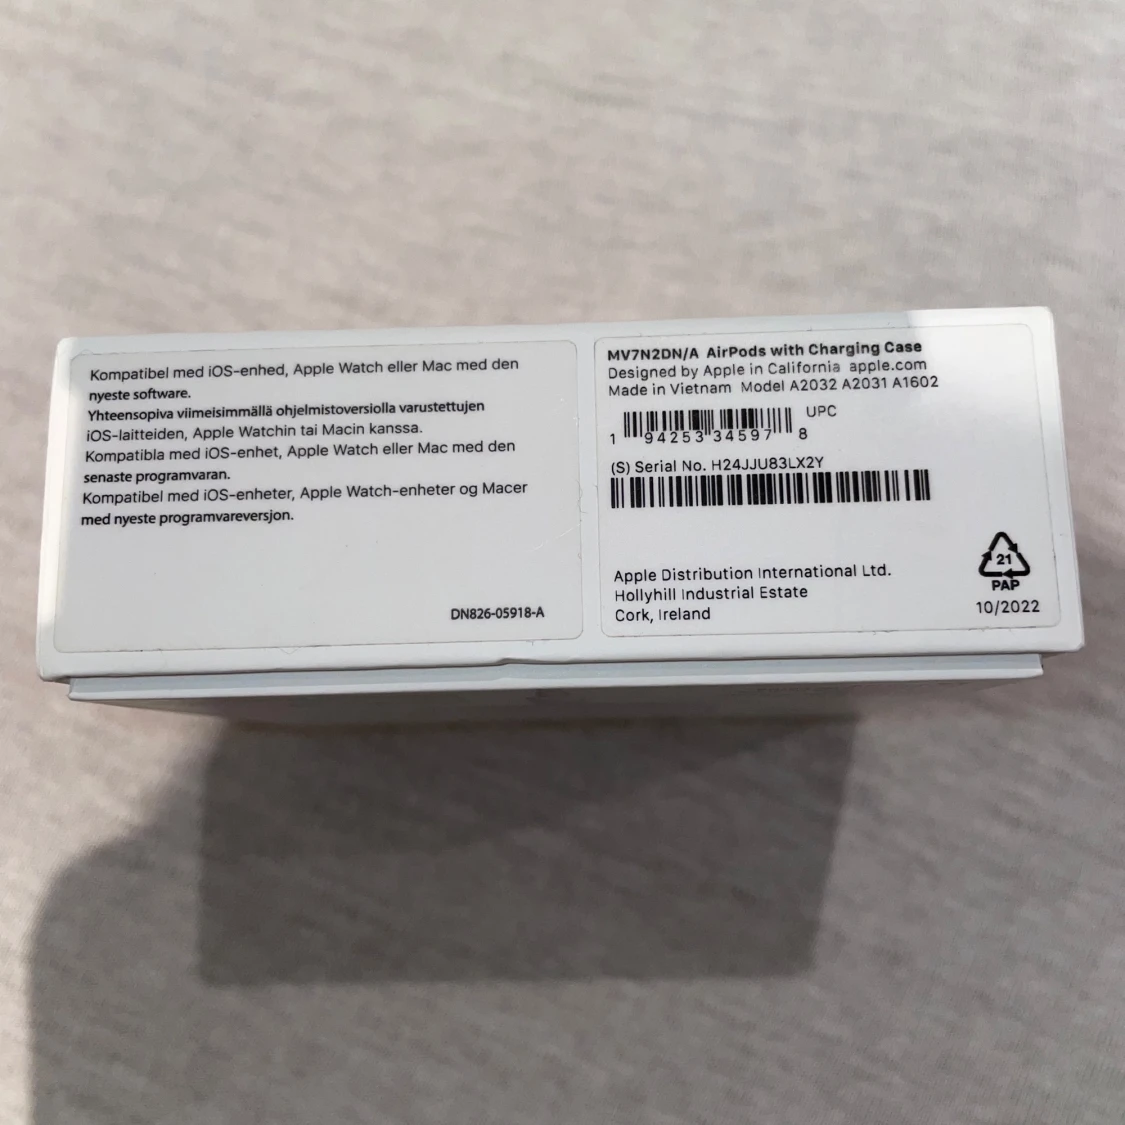 Kompatibel med iOS-enhed, Apple Watch eller Mac med den
nyeste software.
Yhteensopiva viimeisimmällä ohjelmistoversiolla varustettujen
iOS-laitteiden, Apple Watchin tai Macin kanssa.
Kompatibla med iOS-enhet, Apple Watch eller Mac med den
senaste programvaran.
Kompatibel med iOS-enheter, Apple Watch-enheter og Macer
med nyeste programvareversjon.
DN826-05918-A
MV7N2DN/A AirPods with Charging Case
Designed by Apple in California apple.com
Made in Vietnam Model A2032 A2031 A1602
UPC
1 94253 34597 8
(S) Serial No. H24JJU83LX2Y
Apple Distribution International Ltd.
Hollyhill Industrial Estate
Cork, Ireland
21
PAP
10/2022